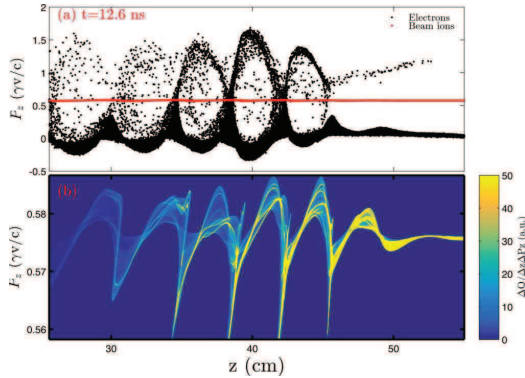 (a) t=12.6 ns
Electrons
Beam ions
P_z (γv/c)
2
1.5
1
0.5
0
-0.5
(b)
P_z (γv/c)
0.58
0.57
0.56
30
40
50
z (cm)
50
40
30
20
10
0
ΔQ/ΔzΔPz [a.u.]